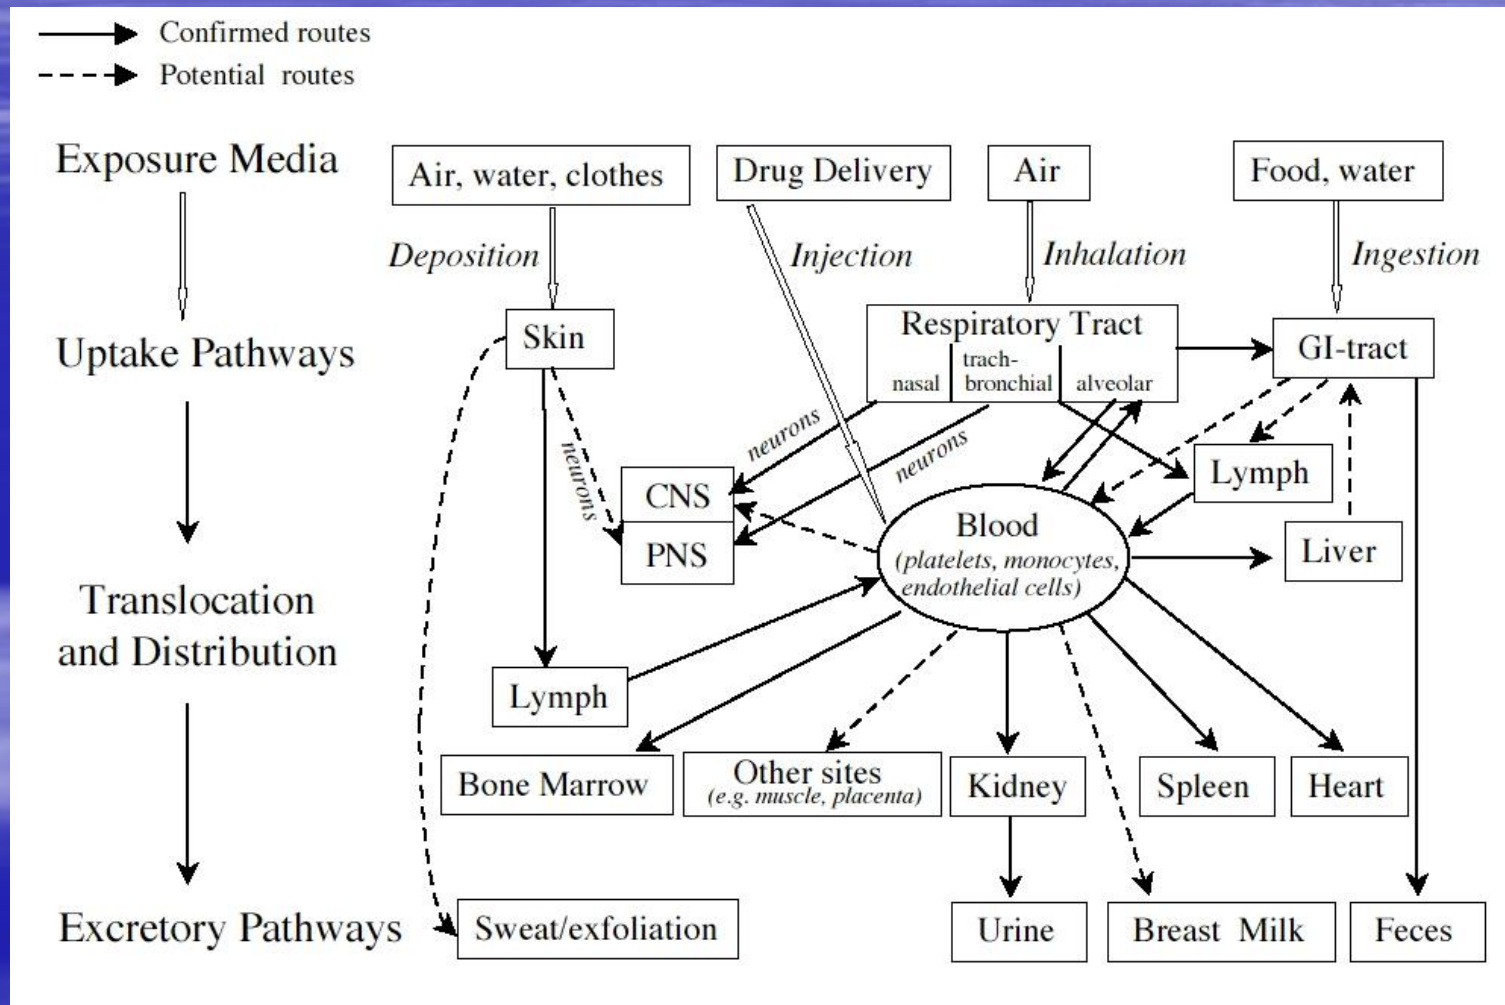 Confirmed routes
Potential routes
Exposure Media
Air, water, clothes
Drug Delivery
Air
Food, water
Deposition
Injection
Inhalation
Ingestion
Uptake Pathways
Skin
Respiratory Tract
nasal
trach-
bronchial
alveolar
GI-tract
neurons
neurons
neurons
CNS
PNS
Lymph
Blood
(platelets, monocytes,
endothelial cells)
Liver
Translocation
and Distribution
Lymph
Bone Marrow
Other sites
(e.g. muscle, placenta)
Kidney
Spleen
Heart
Excretory Pathways
Sweat/exfoliation
Urine
Breast Milk
Feces